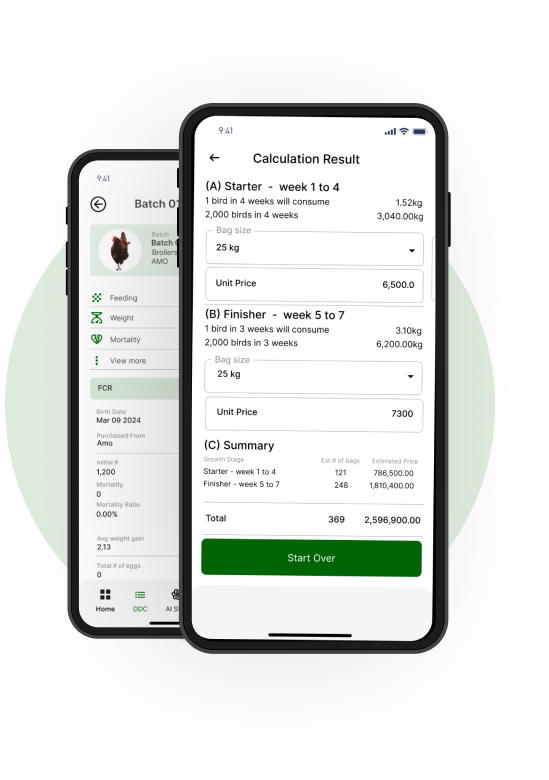 9:41
Batch 01
Batch
Batch
Broilers
AMO
Feeding
Weight
Mortality
View more
FCR
Birth Date
Mar 09 2024
Purchased From
Amo
Initial #
1,200
Mortality
0
Mortality Ratio
0.00%
Avg weight gain
2.13
Total # of eggs
0
Home DDC AI
9:41
Calculation Result
(A) Starter - week 1 to 4
1 bird in 4 weeks will consume 1.52kg
2,000 birds in 4 weeks 3,040.00kg
Bag size
25 kg
Unit Price 6,500.0
(B) Finisher - week 5 to 7
1 bird in 3 weeks will consume 3.10kg
2,000 birds in 3 weeks 6,200.00kg
Bag size
25 kg
Unit Price 7300
(C) Summary
Growth Stage Est # of bags Estimated Price
Starter - week 1 to 4 121 786,500.00
Finisher - week 5 to 7 248 1,810,400.00
Total 369 2,596,900.00
Start Over